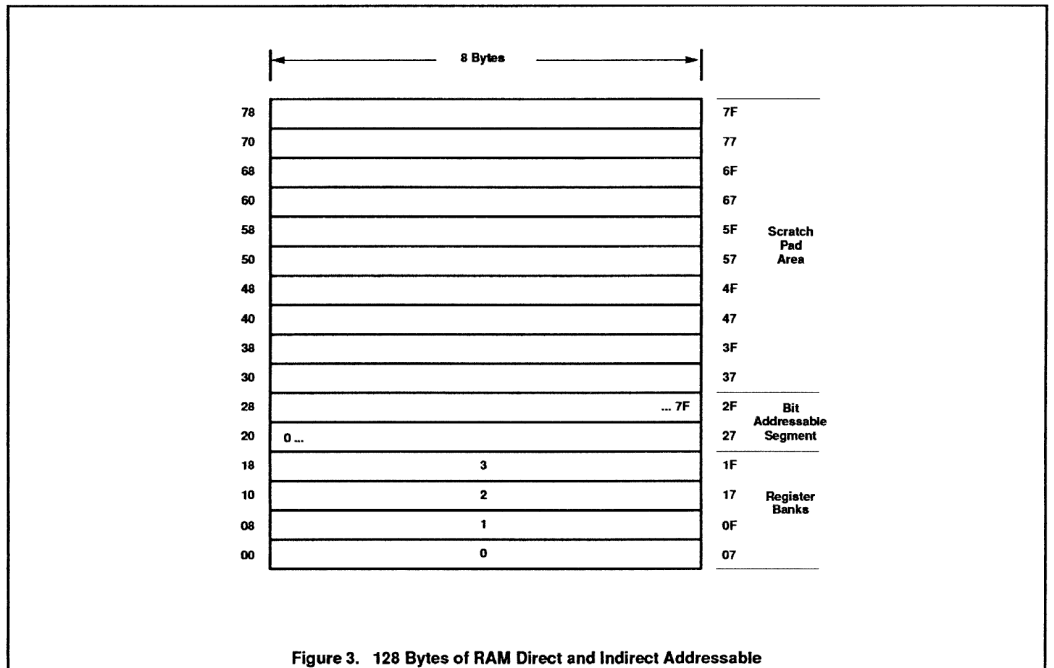 8 Bytes
78 7F
70 77
68 6F
60 67
58 5F Scratch
Pad
50 57 Area
48 4F
40 47
38 3F
30 37
28 ... 7F 2F Bit
Addressable
20 0 ... 27 Segment
18 3 1F
10 2 17 Register
Banks
08 1 0F
00 0 07
Figure 3. 128 Bytes of RAM Direct and Indirect Addressable